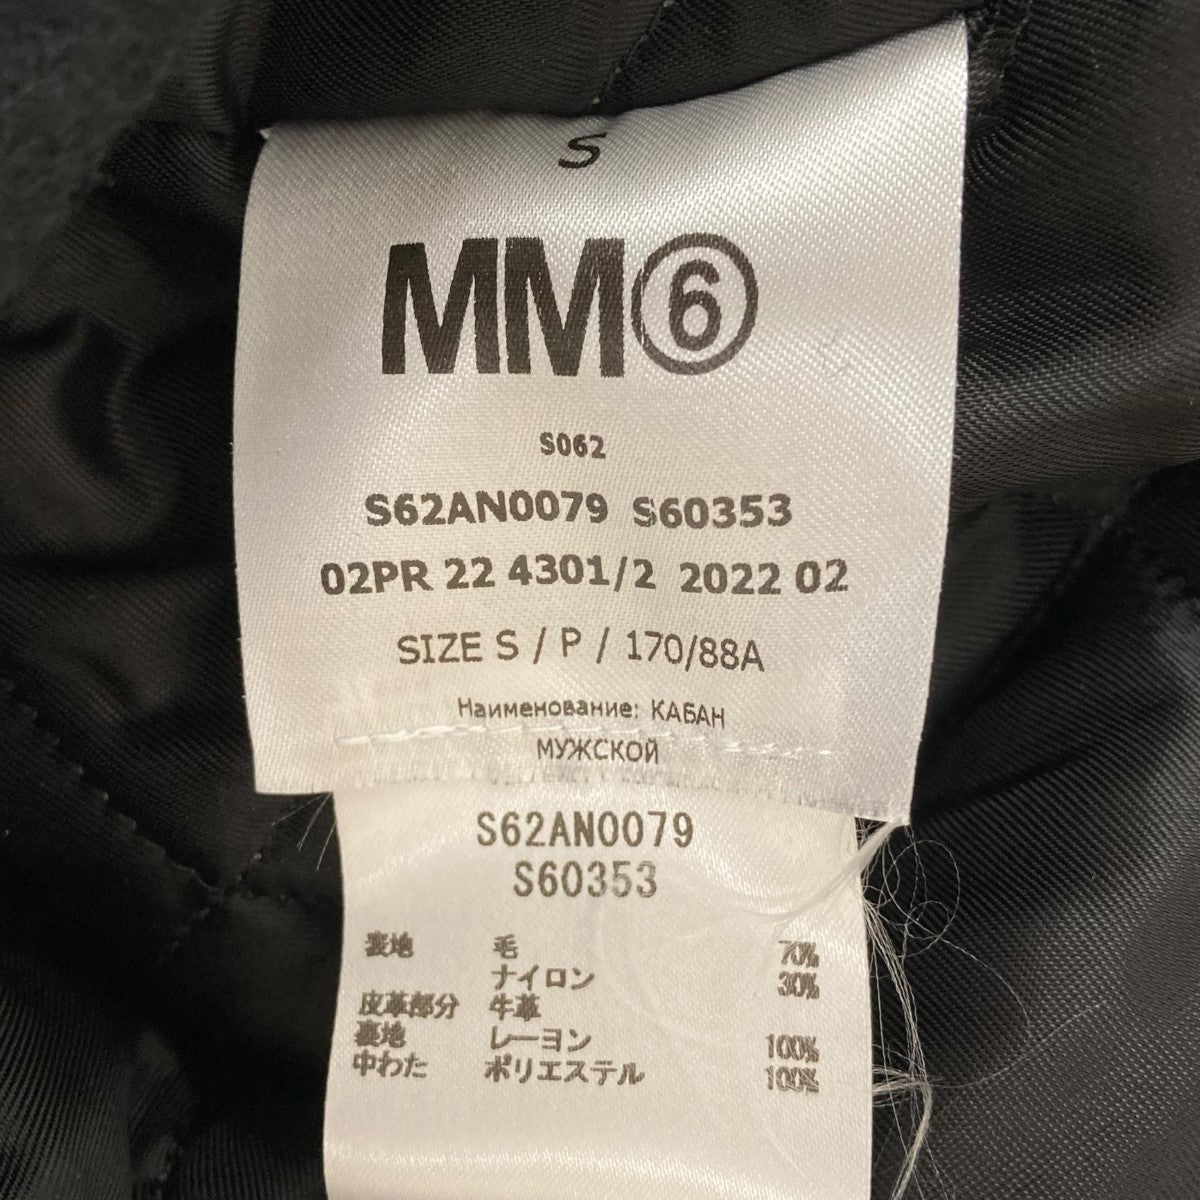 S
MM⑥
S062
S62AN0079 S60353
02PR 22 4301/2 2022 02
SIZE S / P / 170/88A
Наименование: КАБАН
МУЖСКОЙ
S62AN0079
S60353
表地 毛 70%
ナイロン 30%
皮革部分 牛革
裏地 レーヨン 100%
中わた ポリエステル 100%